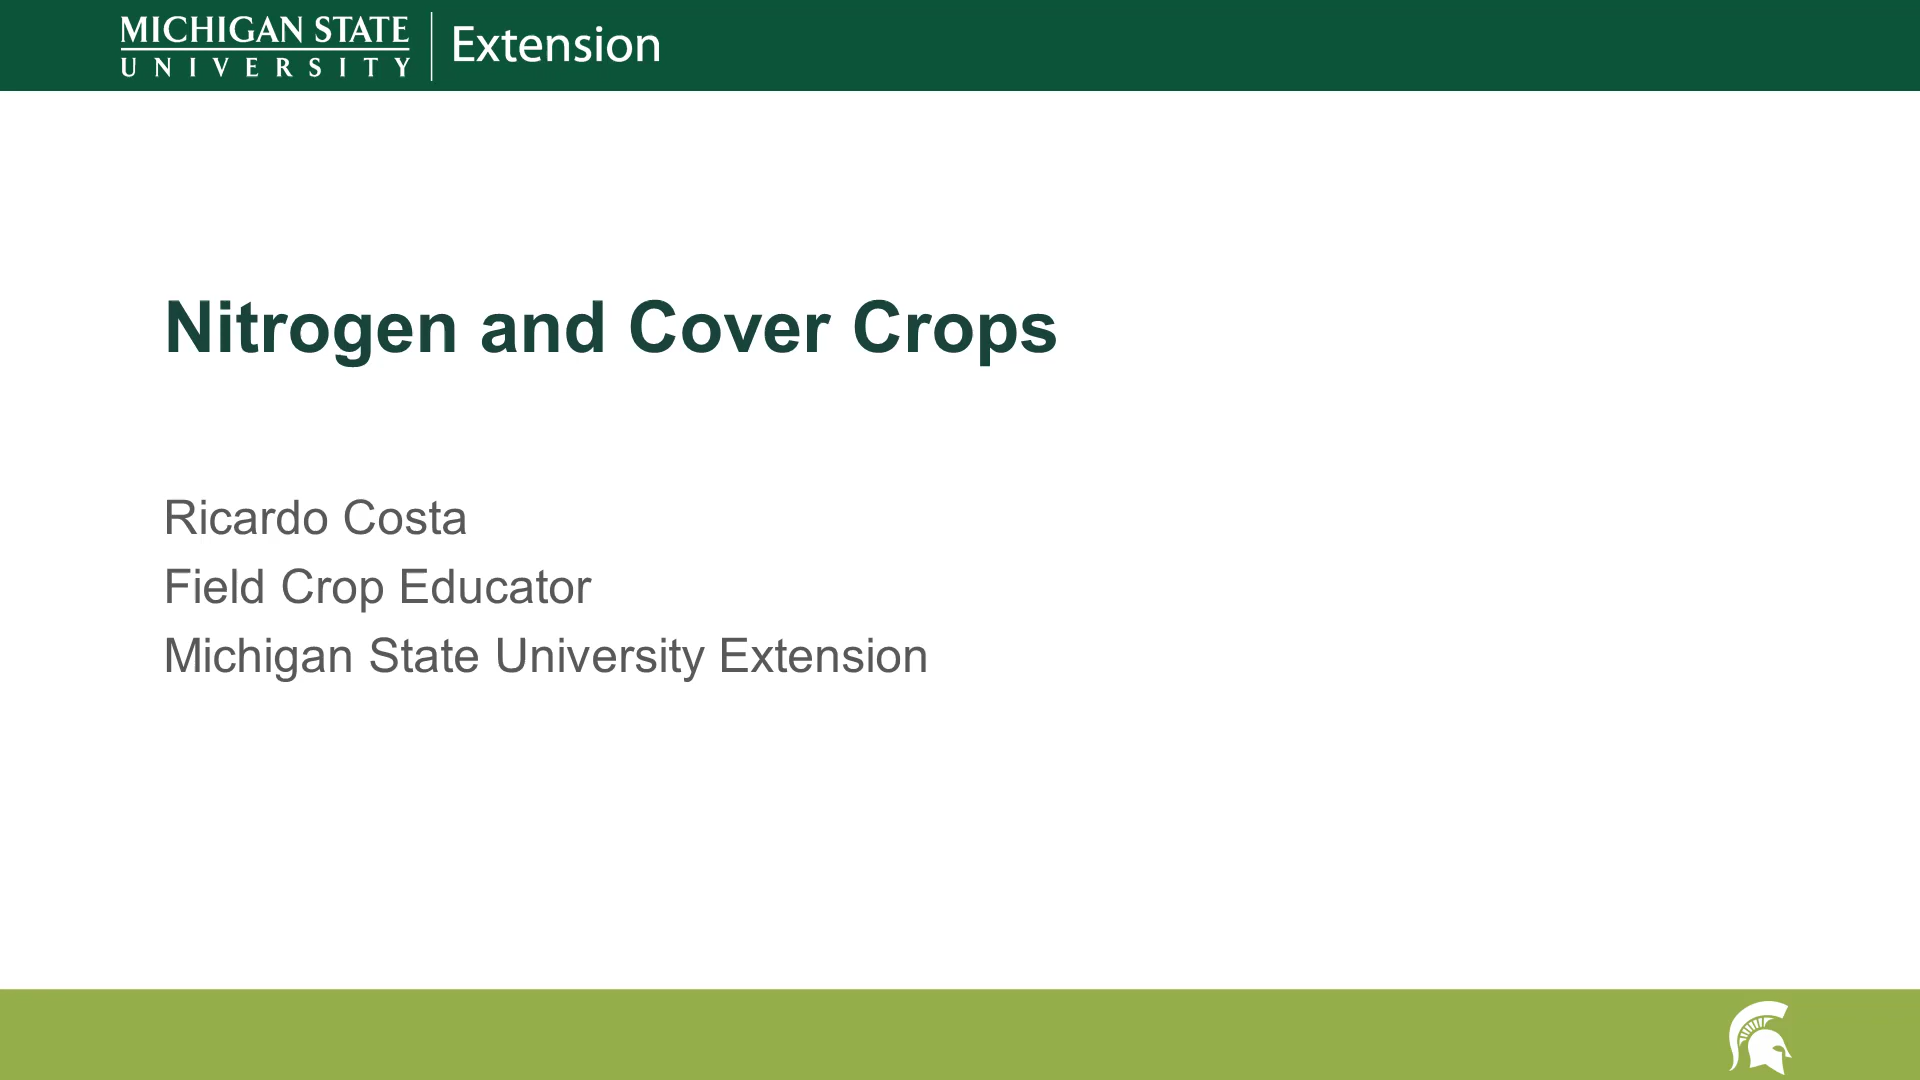 MICHIGAN STATE
UNIVERSITY
Extension
Nitrogen and Cover Crops
Ricardo Costa
Field Crop Educator
Michigan State University Extension